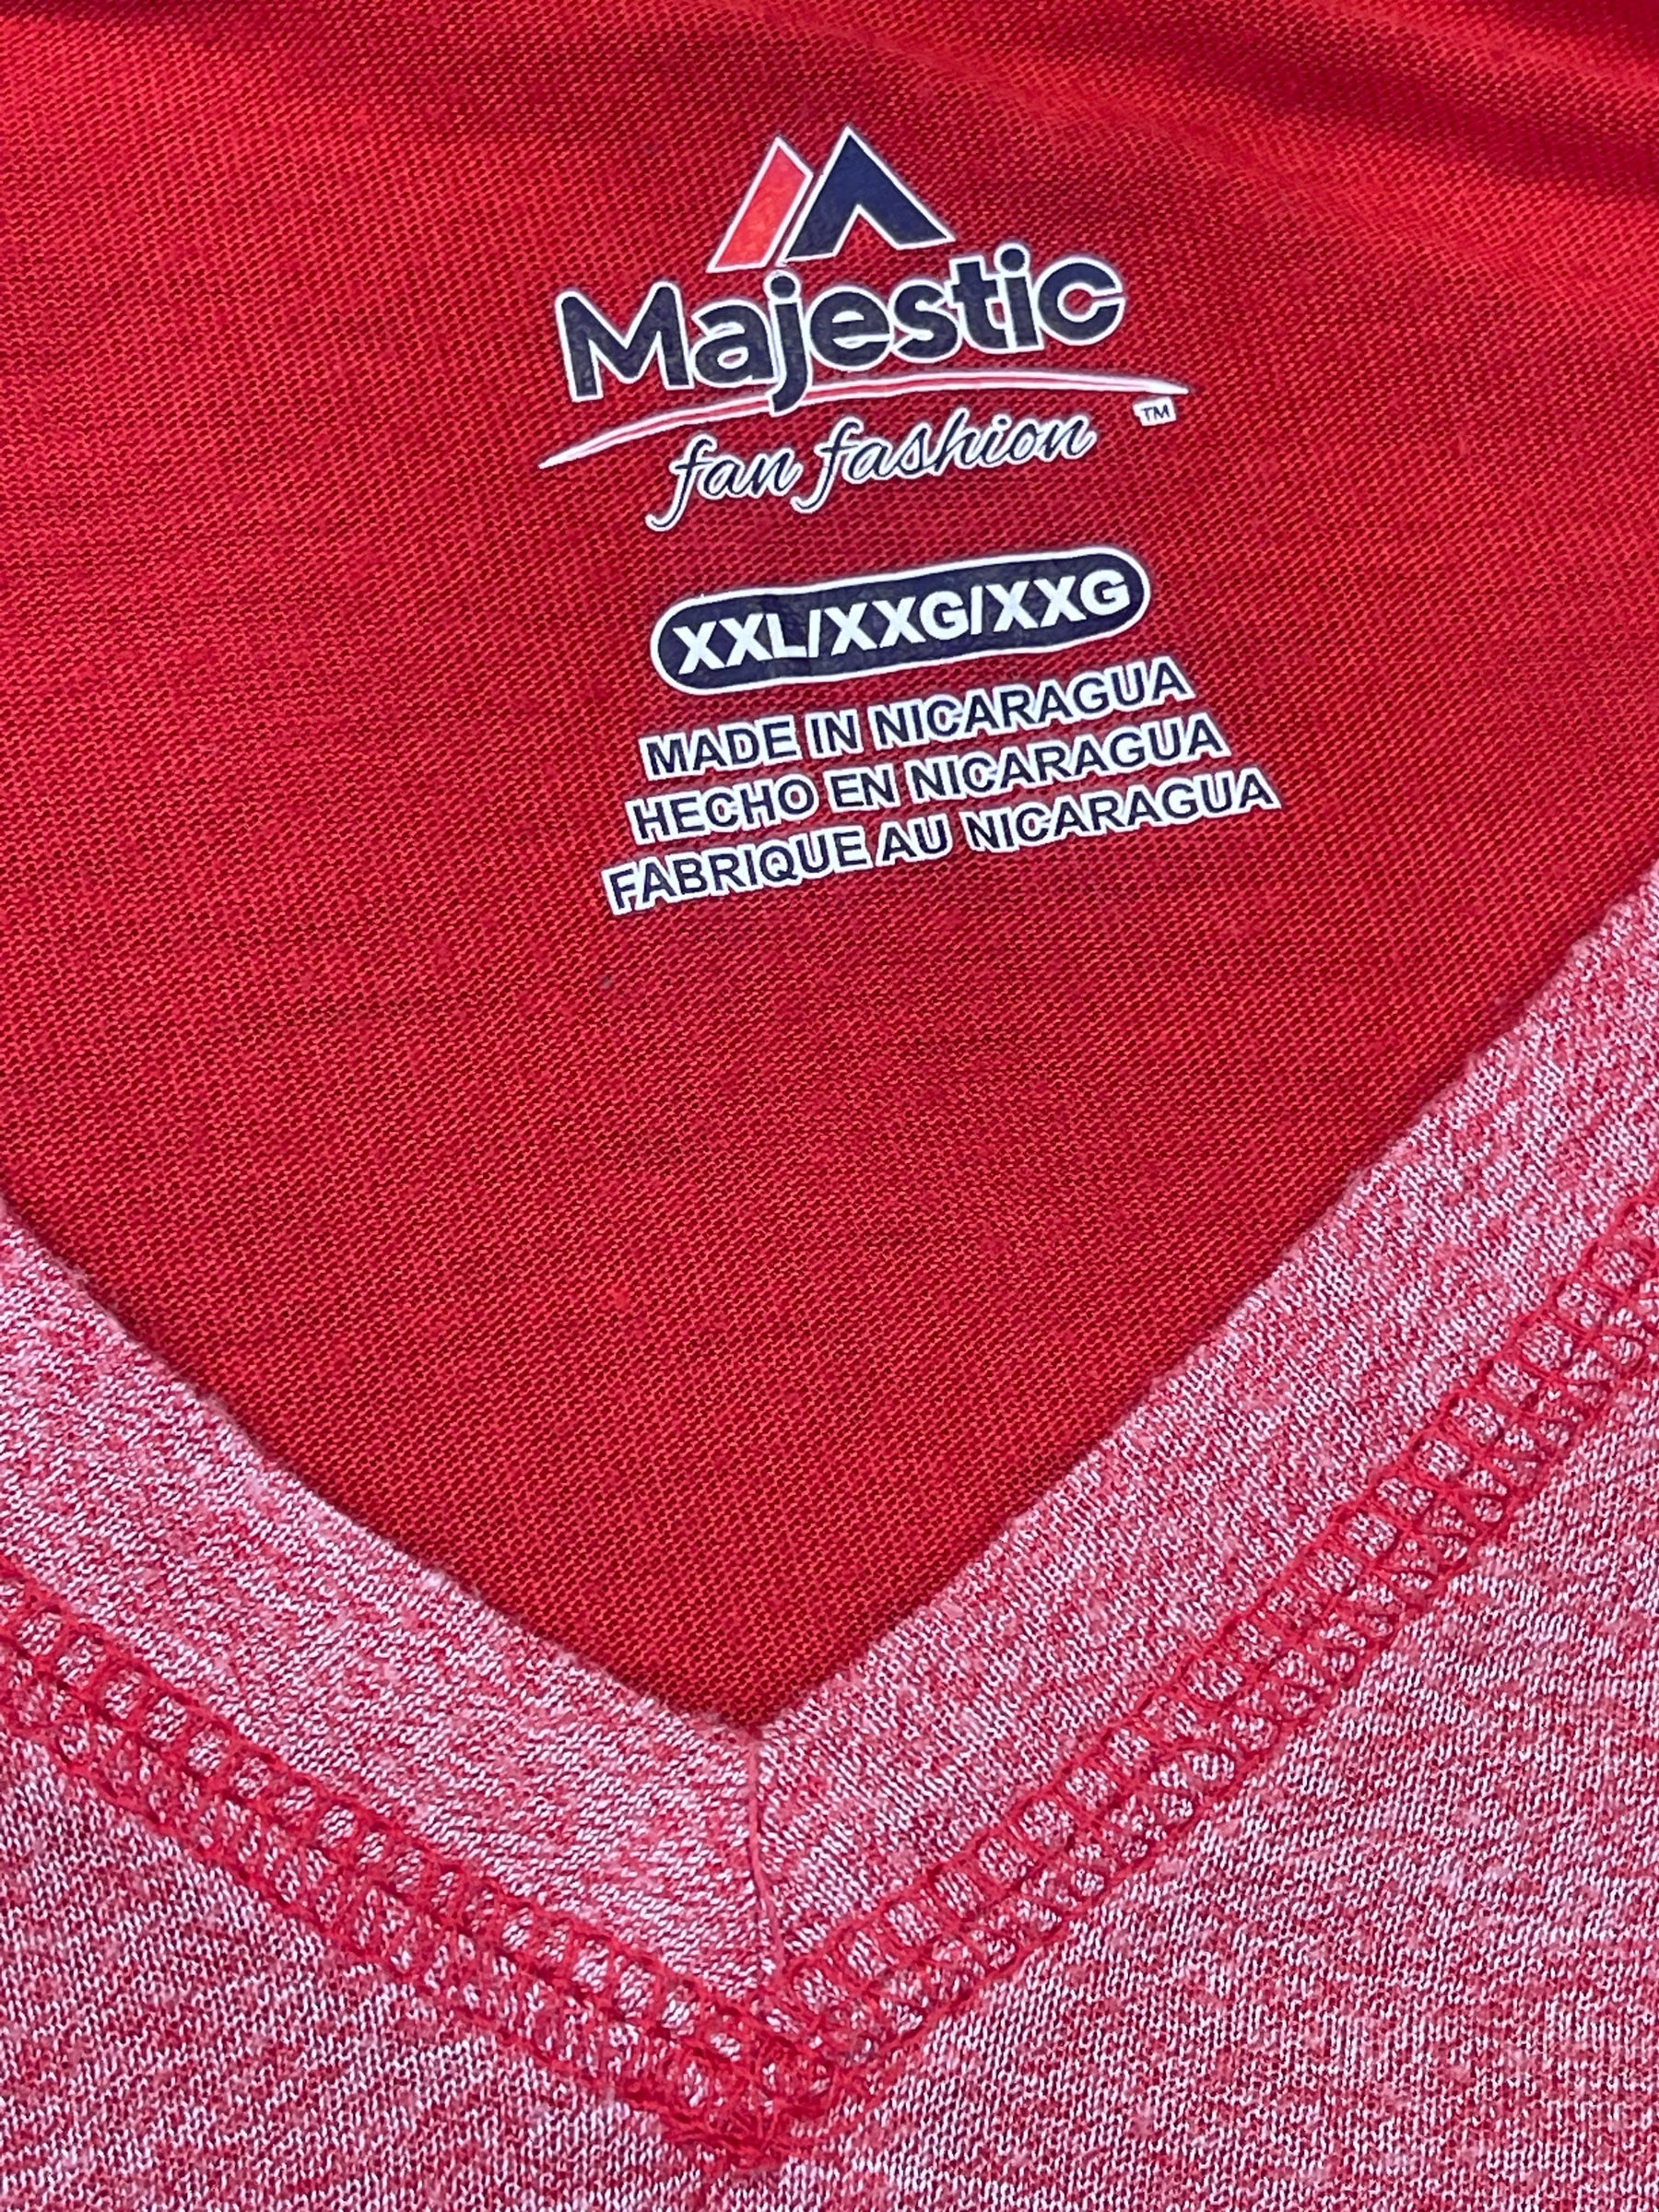 Majestic
fan fashion ™
XXL/XXG/XXG
MADE IN NICARAGUA
HECHO EN NICARAGUA
FABRIQUE AU NICARAGUA